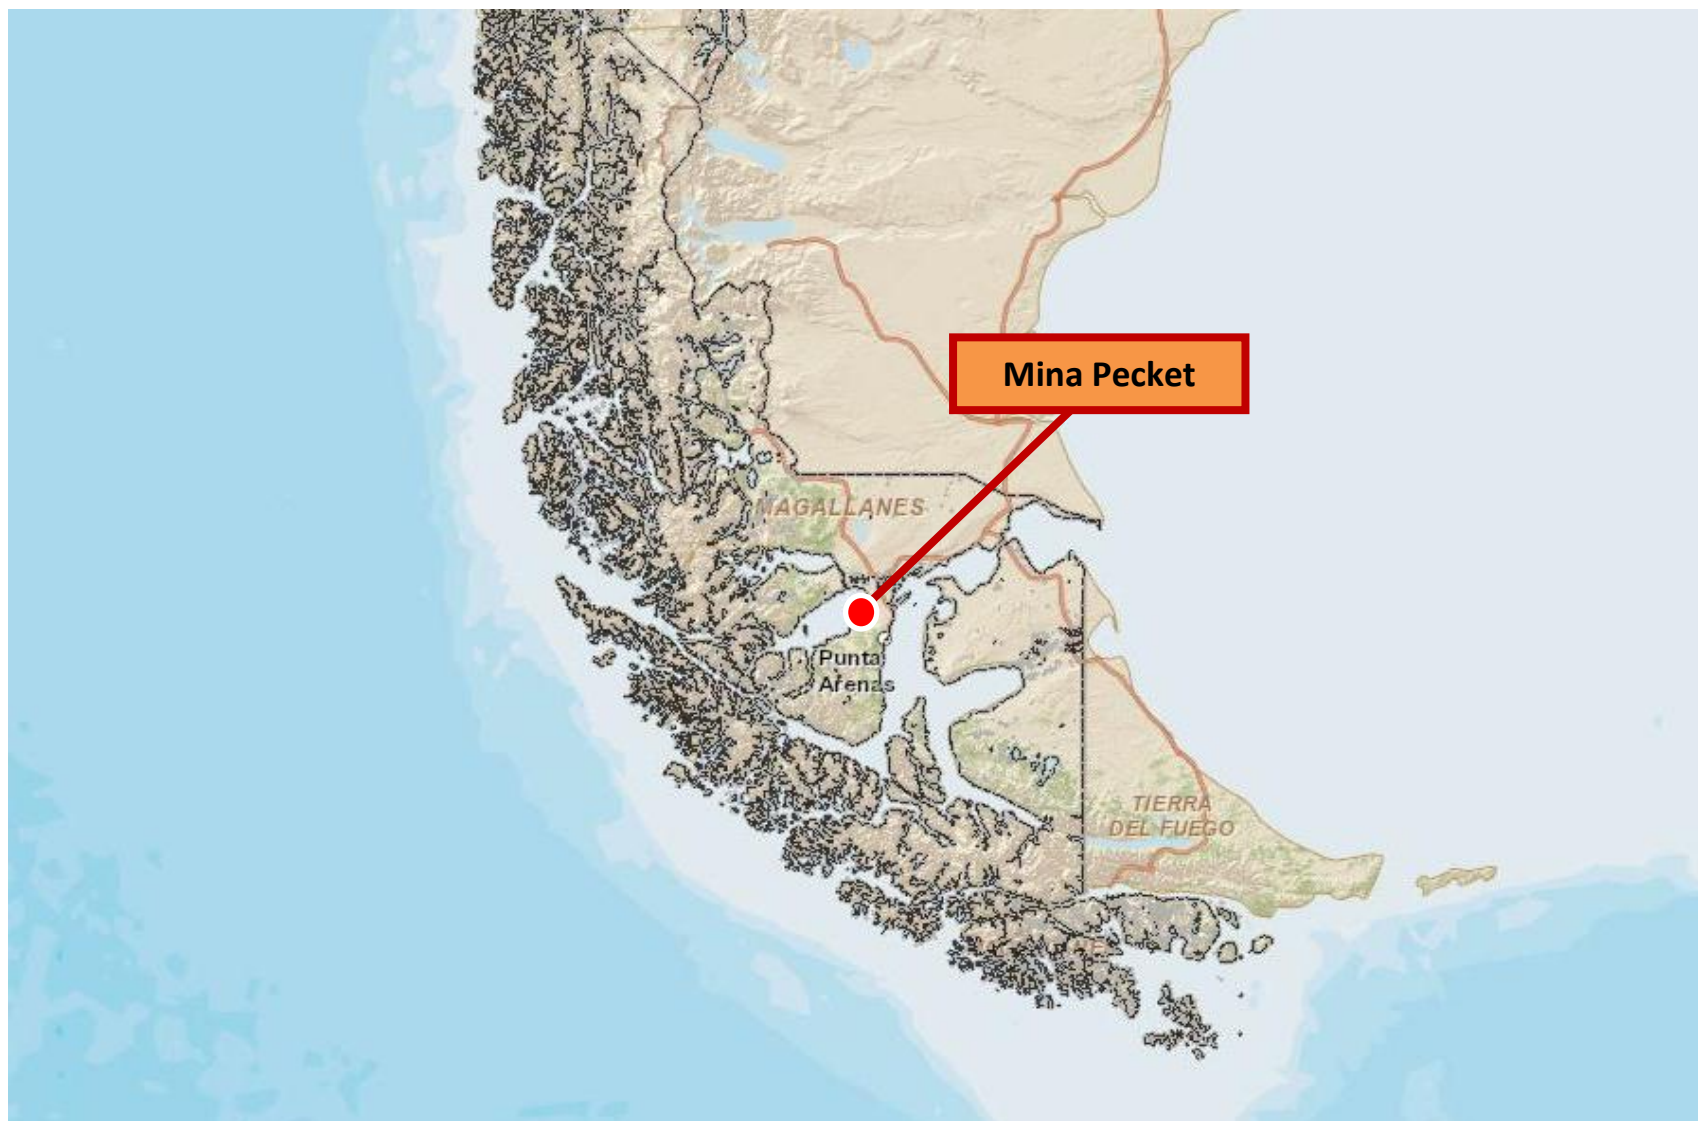 Mina Pecket
MAGALLANES
Punta
Arenas
TIERRA
DEL FUEGO